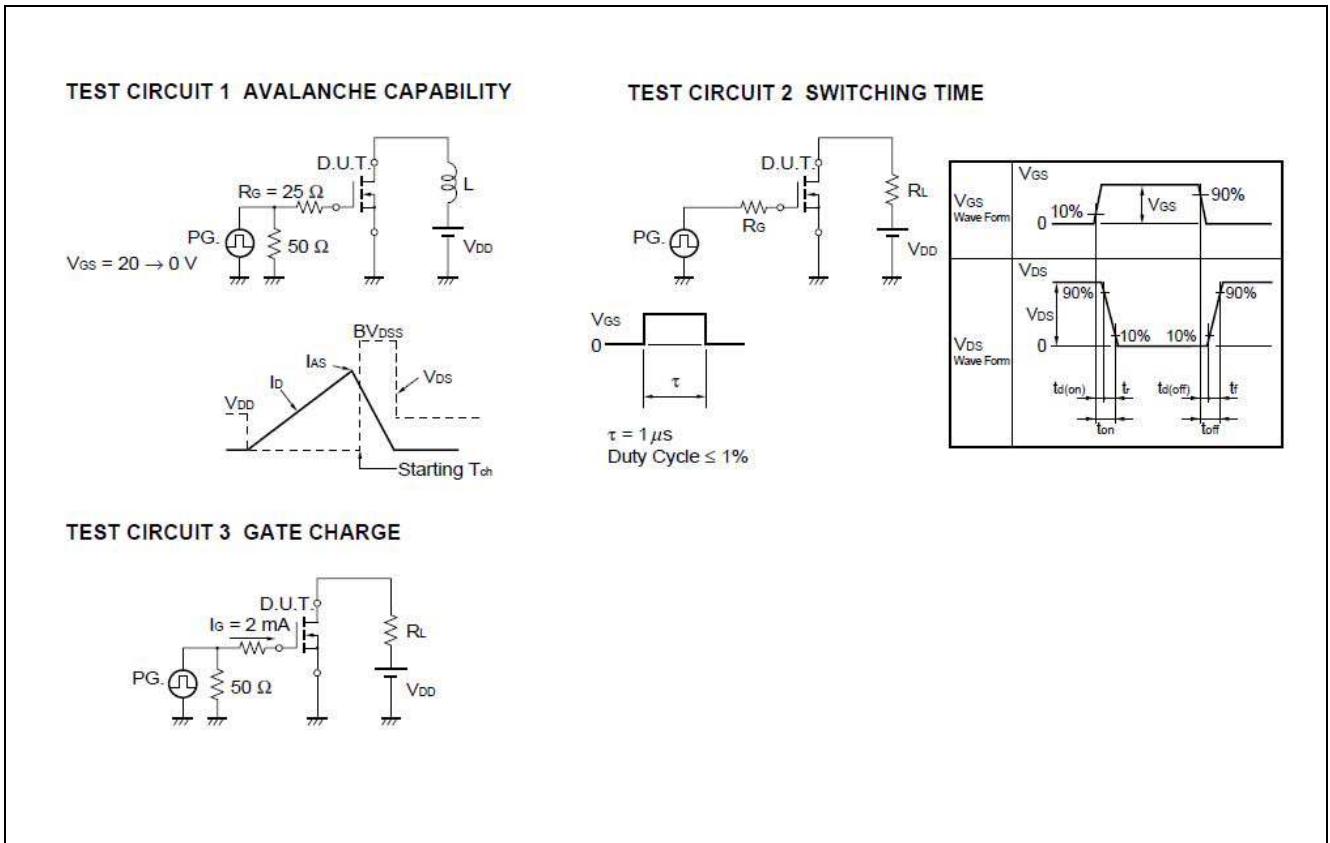 TEST CIRCUIT 1 AVALANCHE CAPABILITY
D.U.T.
RG = 25 Ω
L
PG.
50 Ω
VDD
VGS = 20 → 0 V
BVDSS
IAS
ID
VDS
VDD
Starting Tch
TEST CIRCUIT 2 SWITCHING TIME
D.U.T.
RL
RG
PG.
VDD
VGS
0
τ
τ = 1 μs
Duty Cycle ≤ 1%
VGS
Wave Form
VGS
10%
0
VGS
90%
VDS
Wave Form
VDS
90%
VDS
0
10%
10%
90%
td(on)
tr
td(off)
tf
ton
toff
TEST CIRCUIT 3 GATE CHARGE
D.U.T.
IG = 2 mA
RL
PG.
50 Ω
VDD